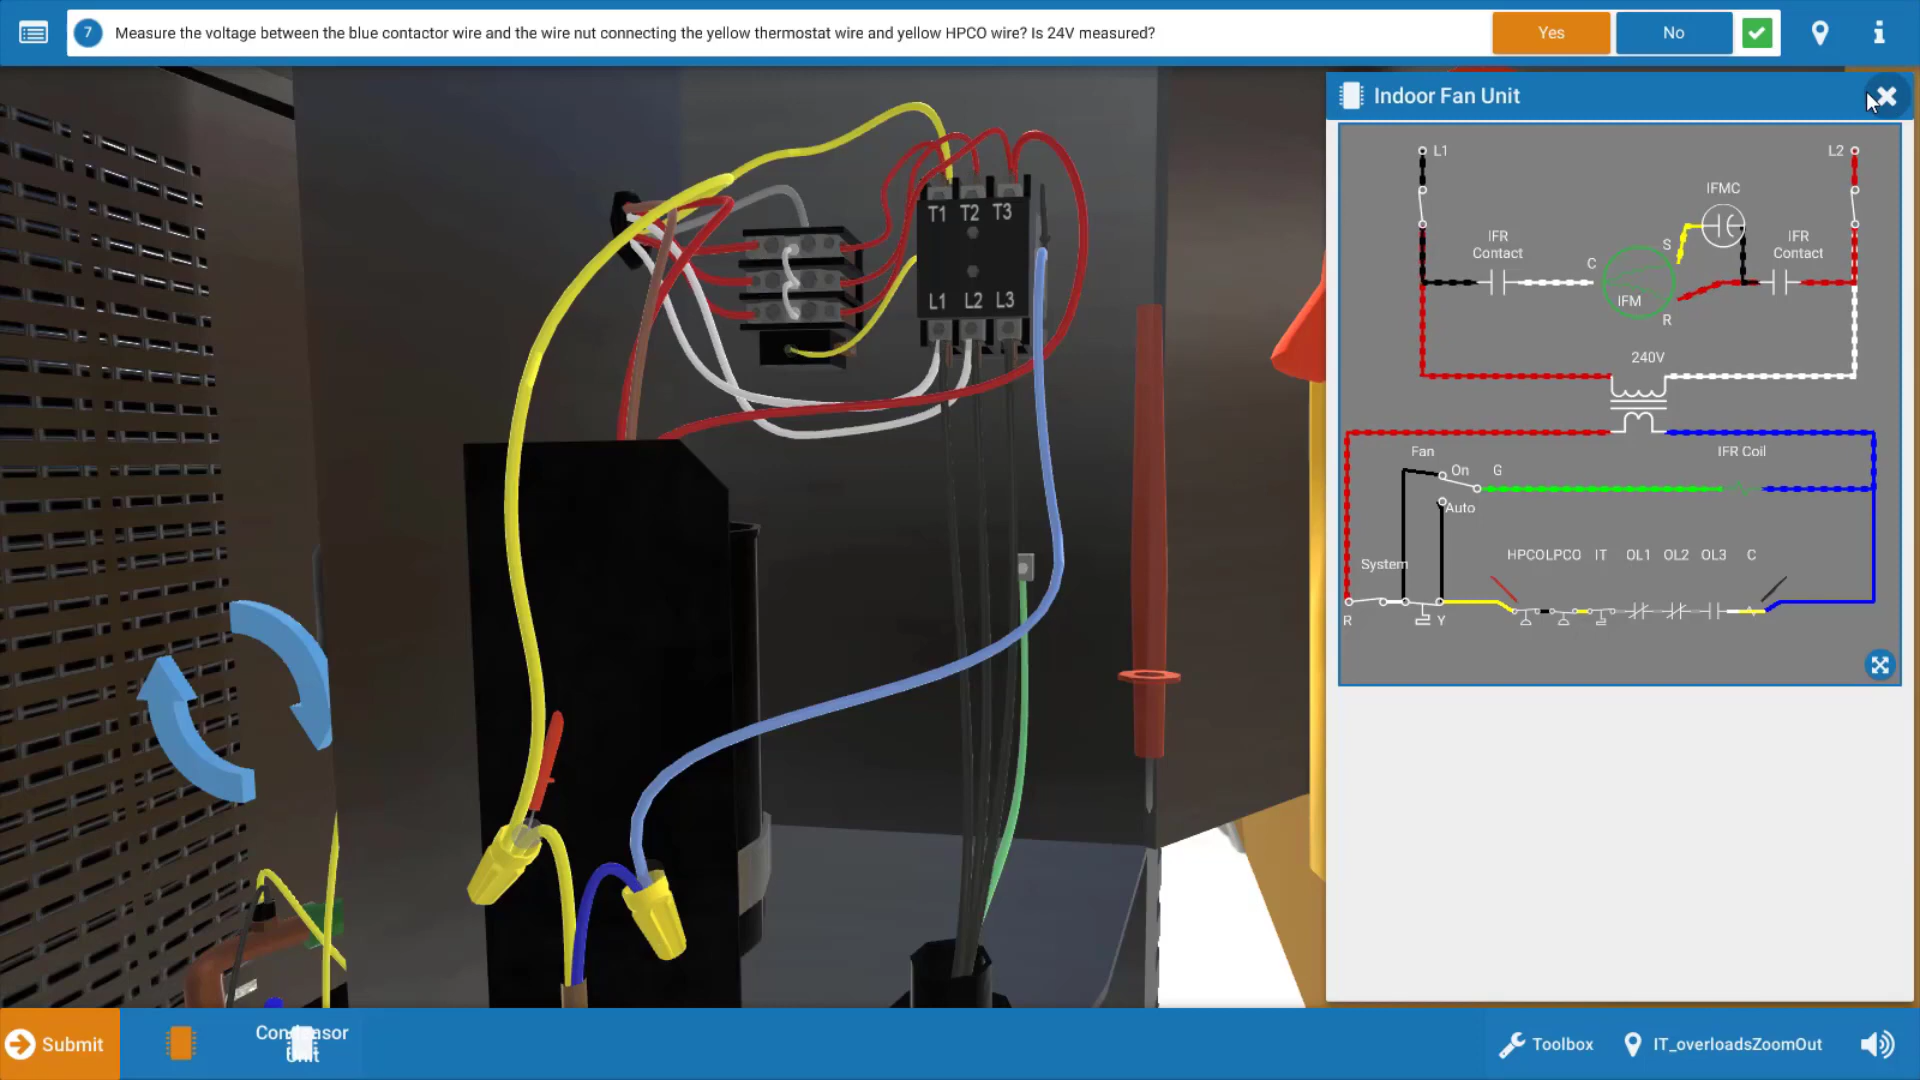 7 Measure the voltage between the blue contactor wire and the wire nut connecting the yellow thermostat wire and yellow HPCO wire? Is 24V measured?
Yes
No
Indoor Fan Unit
L1
L2
IFMC
IFR
Contact
IFR
Contact
S
C
IFM
R
240V
Fan
IFR Coil
On
G
Auto
HPCO
LPCO
IT
OL1
OL2
OL3
C
System
R
Y
T1
T2
T3
L1
L2
L3
Submit
Toolbox
IT_overloadsZoomOut